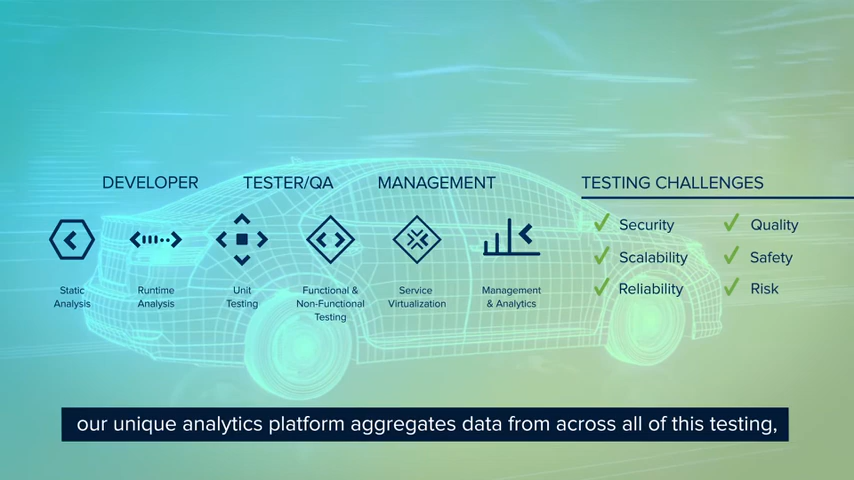 DEVELOPER TESTER/QA MANAGEMENT TESTING CHALLENGES
Static
Analysis
Runtime
Analysis
Unit
Testing
Functional &
Non-Functional
Testing
Service
Virtualization
Management
& Analytics
Security
Quality
Scalability
Safety
Reliability
Risk
our unique analytics platform aggregates data from across all of this testing,